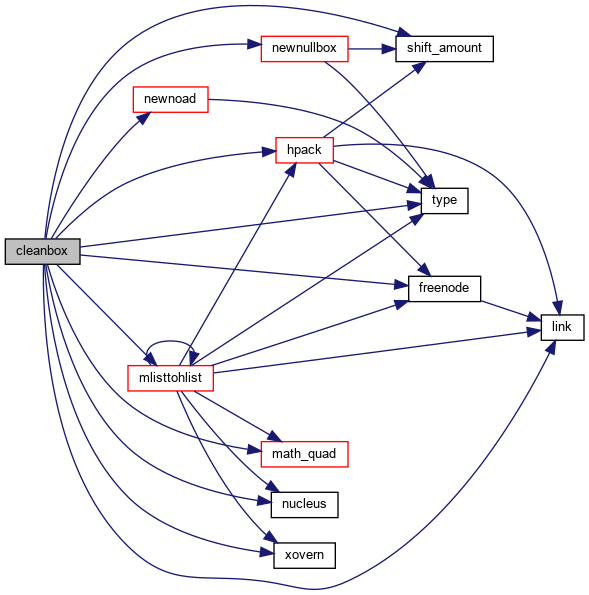 newnullbox
shift_amount
newnoad
hpack
type
cleanbox
freenode
link
mlisttohlist
math_quad
nucleus
xovern